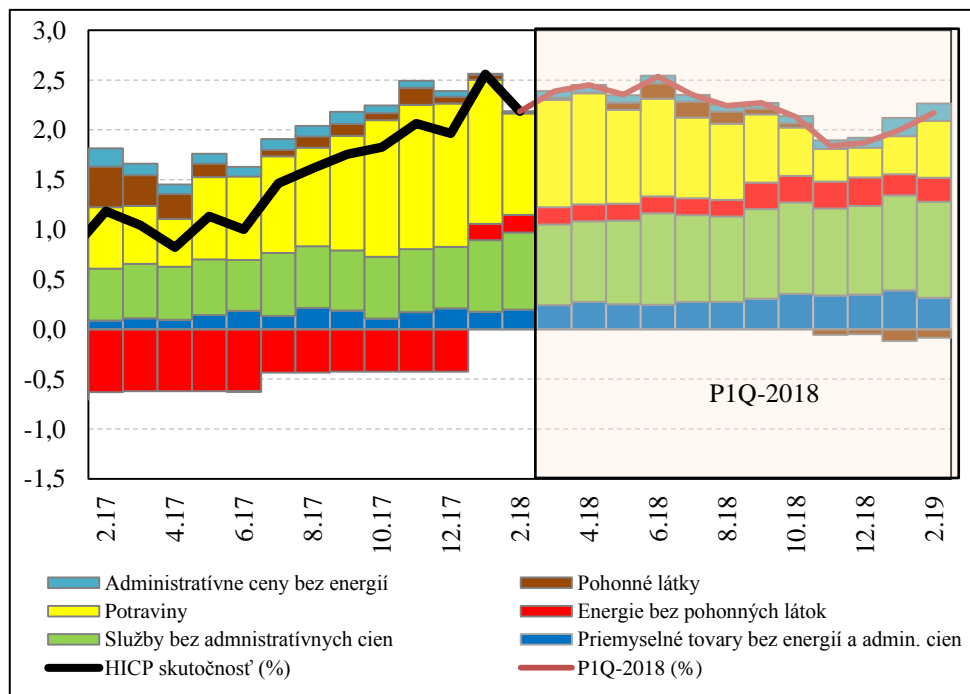 3,0
2,5
2,0
1,5
1,0
0,5
0,0
-0,5
-1,0
-1,5
P1Q-2018
2.17
4.17
6.17
8.17
10.17
12.17
2.18
4.18
6.18
8.18
10.18
12.18
2.19
Administratívne ceny bez energií
Pohonné látky
Potraviny
Energie bez pohonných látok
Služby bez admnistratívnych cien
Priemyselné tovary bez energií a admin. cien
HICP skutočnosť (%)
P1Q-2018 (%)